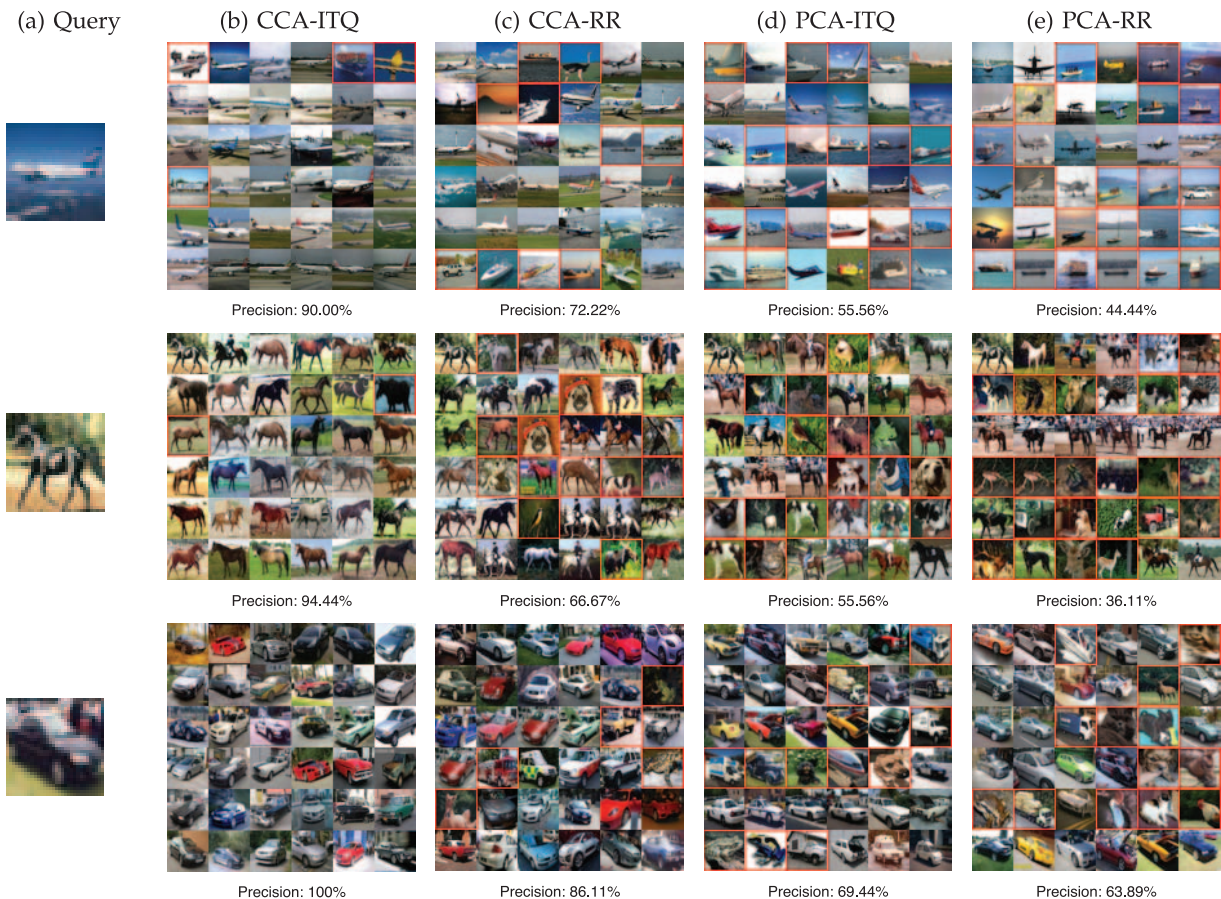 (a) Query (b) CCA-ITQ (c) CCA-RR (d) PCA-ITQ (e) PCA-RR
Precision: 90.00% Precision: 72.22% Precision: 55.56% Precision: 44.44%
Precision: 94.44% Precision: 66.67% Precision: 55.56% Precision: 36.11%
Precision: 100% Precision: 86.11% Precision: 69.44% Precision: 63.89%